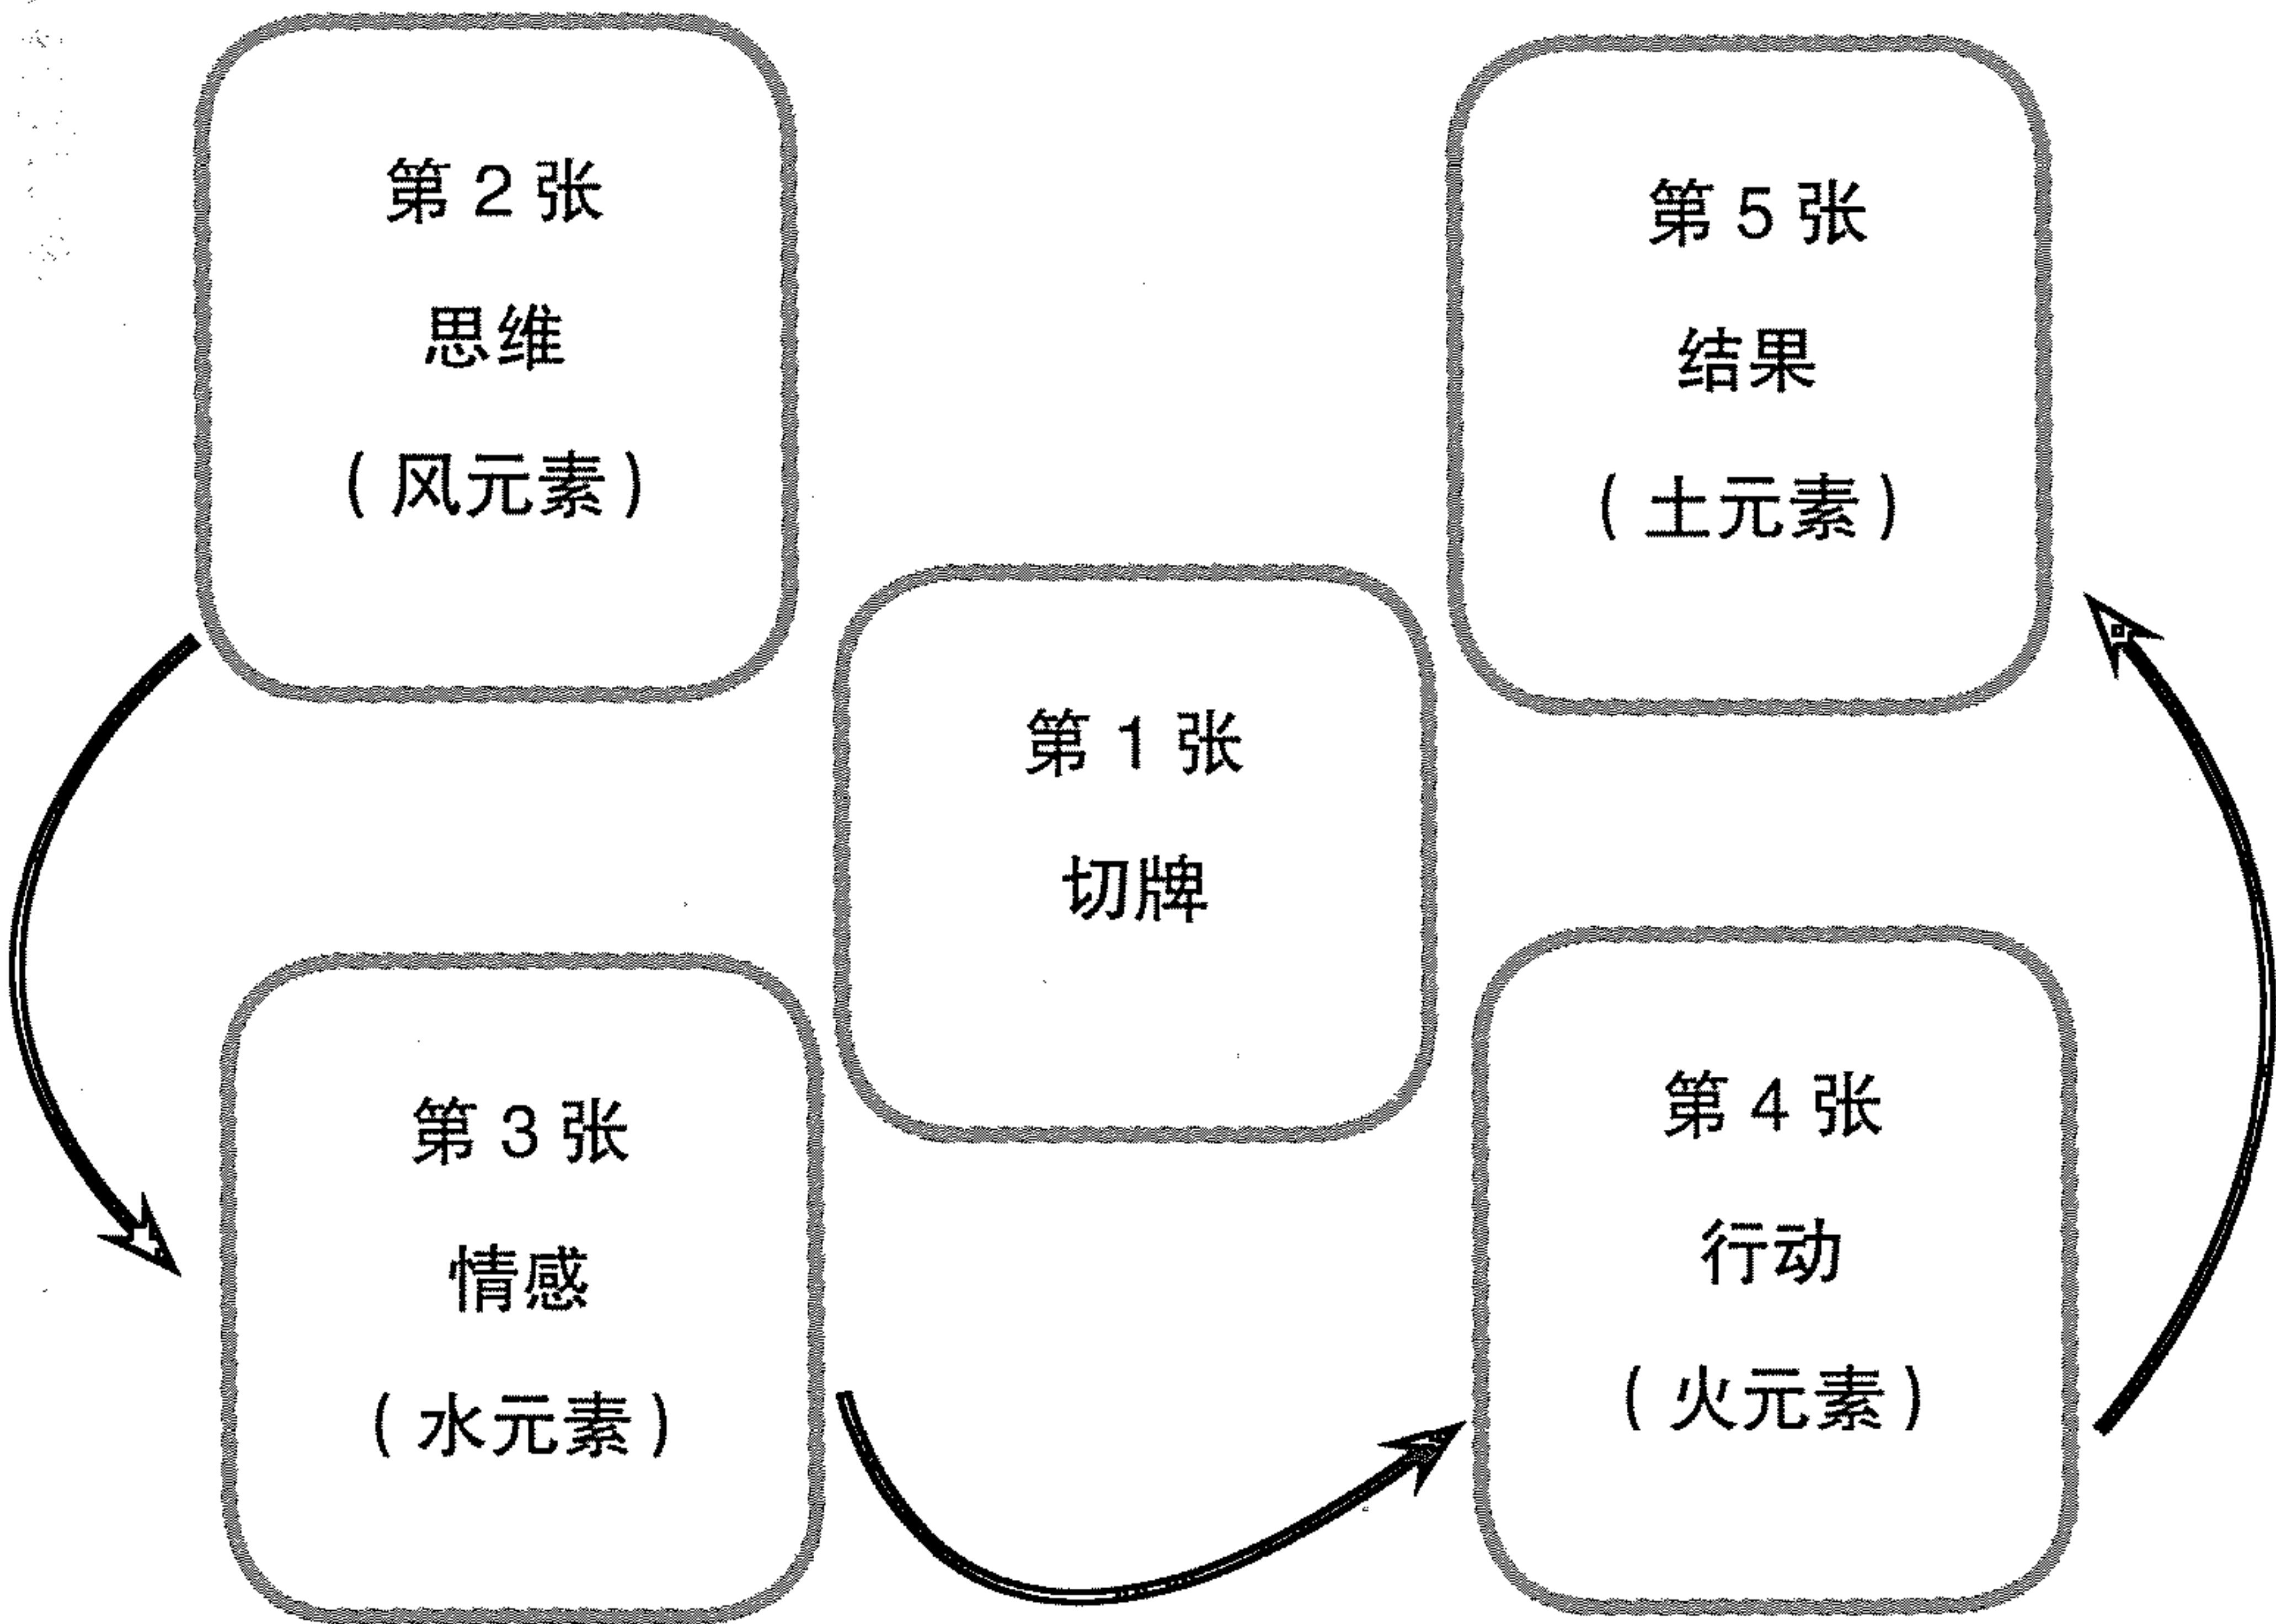 第 2 张
思维
(风元素)
第 5 张
结果
(土元素)
第 1 张
切牌
第 3 张
情感
(水元素)
第 4 张
行动
(火元素)